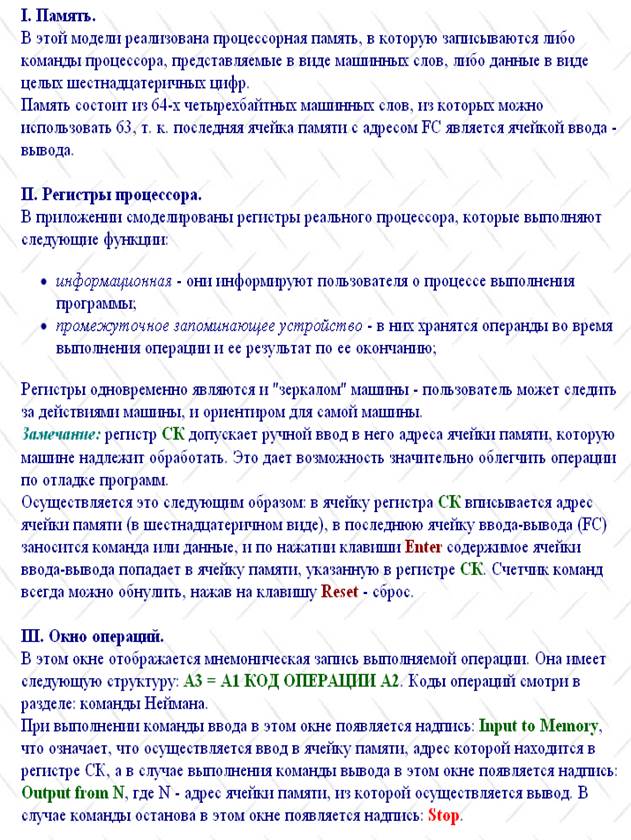 I. Память.
В этой модели реализована процессорная память, в которую записываются либо
команды процессора, представляемые в виде машинных слов, либо данные в виде
целых шестнадцатеричных цифр.
Память состоит из 64-х четырехбайтных машинных слов, из которых можно
использовать 63, т. к. последняя ячейка памяти с адресом FC является ячейкой ввода -
вывода.
II. Регистры процессора.
В приложении смоделированы регистры реального процессора, которые выполняют
следующие функции:
• информационная - они информируют пользователя о процессе выполнения
программы;
• промежуточное запоминающее устройство - в них хранятся операнды во время
выполнения операции и ее результат по ее окончанию;
Регистры одновременно являются и "зеркалом" машины - пользователь может следить
за действиями машины, и ориентиром для самой машины.
Замечание: регистр СК допускает ручной ввод в него адреса ячейки памяти, которую
машине надлежит обработать. Это дает возможность значительно облегчить операции
по отладке программ.
Осуществляется это следующим образом: в ячейку регистра СК вписывается адрес
ячейки памяти (в шестнадцатеричном виде), в последнюю ячейку ввода-вывода (FC)
заносится команда или данные, и по нажатии клавиши Enter содержимое ячейки
ввода-вывода попадает в ячейку памяти, указанную в регистре СК. Счетчик команд
всегда можно обнулить, нажав на клавишу Reset - сброс.
III. Окно операций.
В этом окне отображается мнемоническая запись выполняемой операции. Она имеет
следующую структуру: A3 = A1 КОД ОПЕРАЦИИ A2. Коды операций смотри в
разделе: команды Неймана.
При выполнении команды ввода в этом окне появляется надпись: Input to Memory,
что означает, что осуществляется ввод в ячейку памяти, адрес которой находится в
регистре СК, а в случае выполнения команды вывода в этом окне появляется надпись:
Output from N, где N - адрес ячейки памяти, из которой осуществляется вывод. В
случае команды останова в этом окне появляется надпись: Stop.